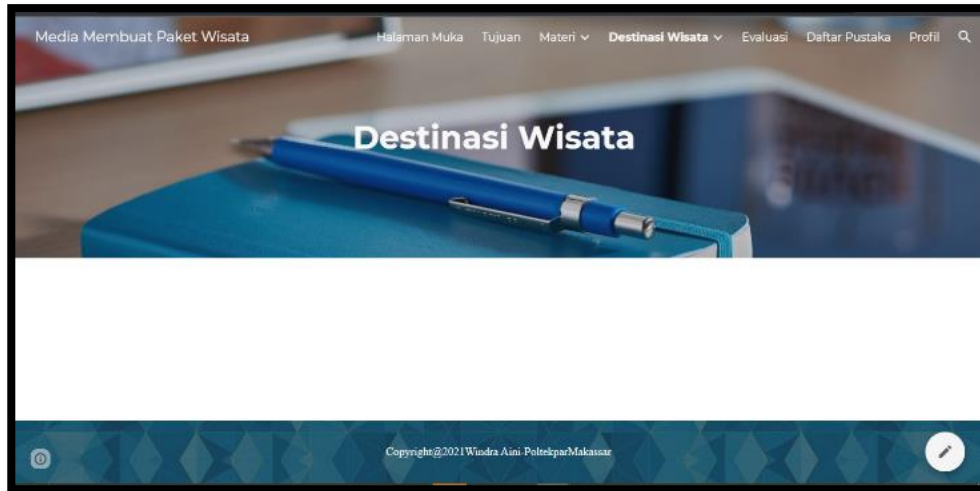 Media Membuat Paket Wisata
Halaman Muka Tujuan Materi Destinasi Wisata Evaluasi Daftar Pustaka Profil
Destinasi Wisata
Copyright@2021 Aini-PoltekparMakassar